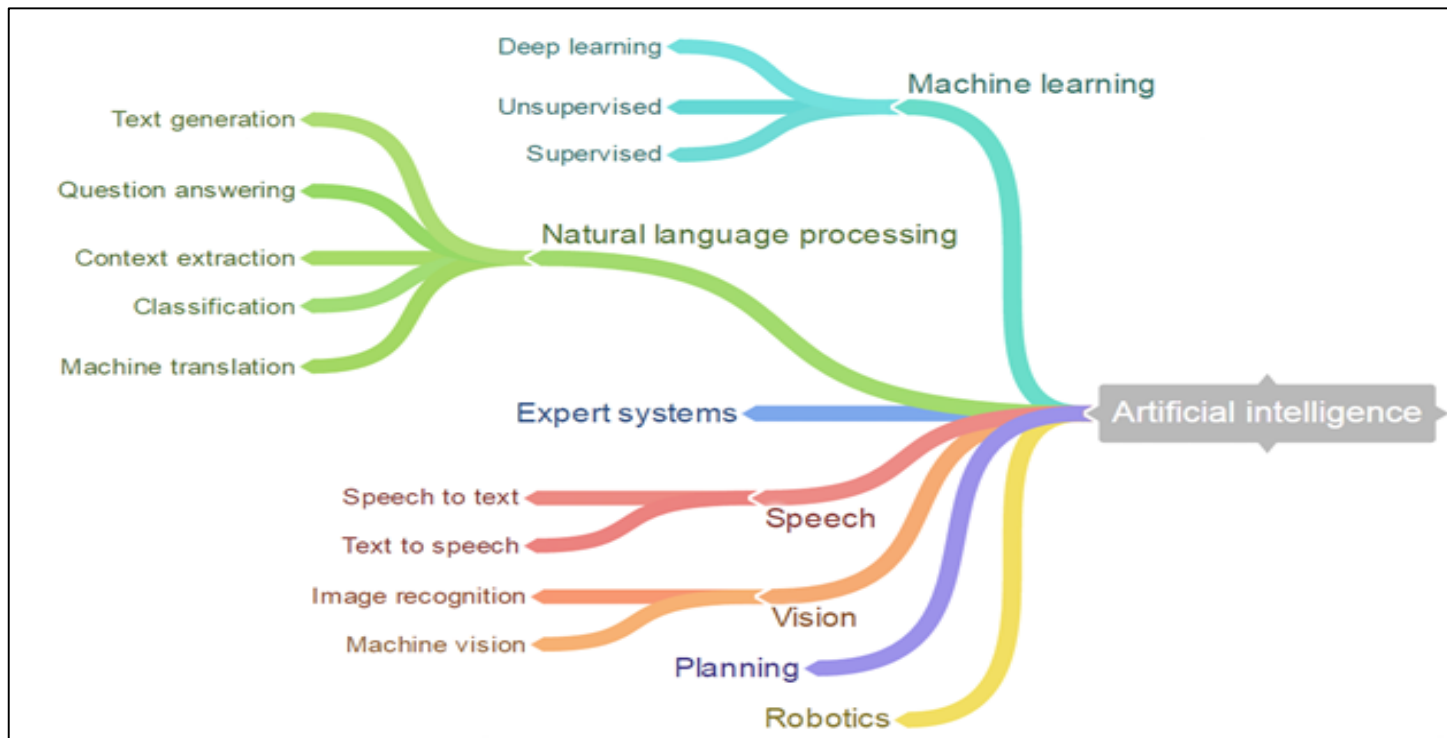 Deep learning
Machine learning
Unsupervised
Text generation
Supervised
Question answering
Natural language processing
Context extraction
Classification
Machine translation
Expert systems
Artificial intelligence
Speech to text
Speech
Text to speech
Image recognition
Vision
Machine vision
Planning
Robotics